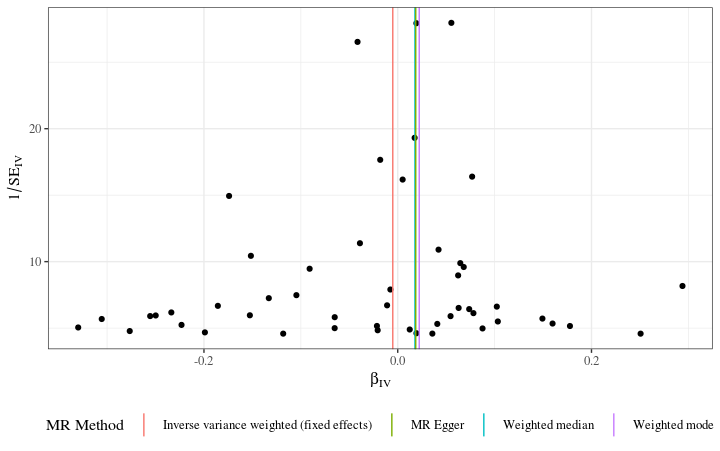 1/SE_IV
20
10
-0.2 0.0 0.2
β_IV
MR Method Inverse variance weighted (fixed effects) MR Egger Weighted median Weighted mode